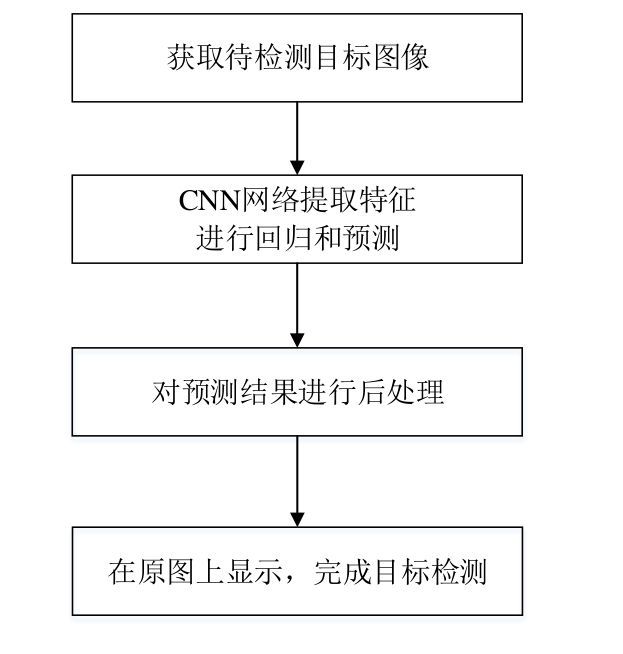 获取待检测目标图像
CNN网络提取特征
进行回归和预测
对预测结果进行后处理
在原图上显示，完成目标检测